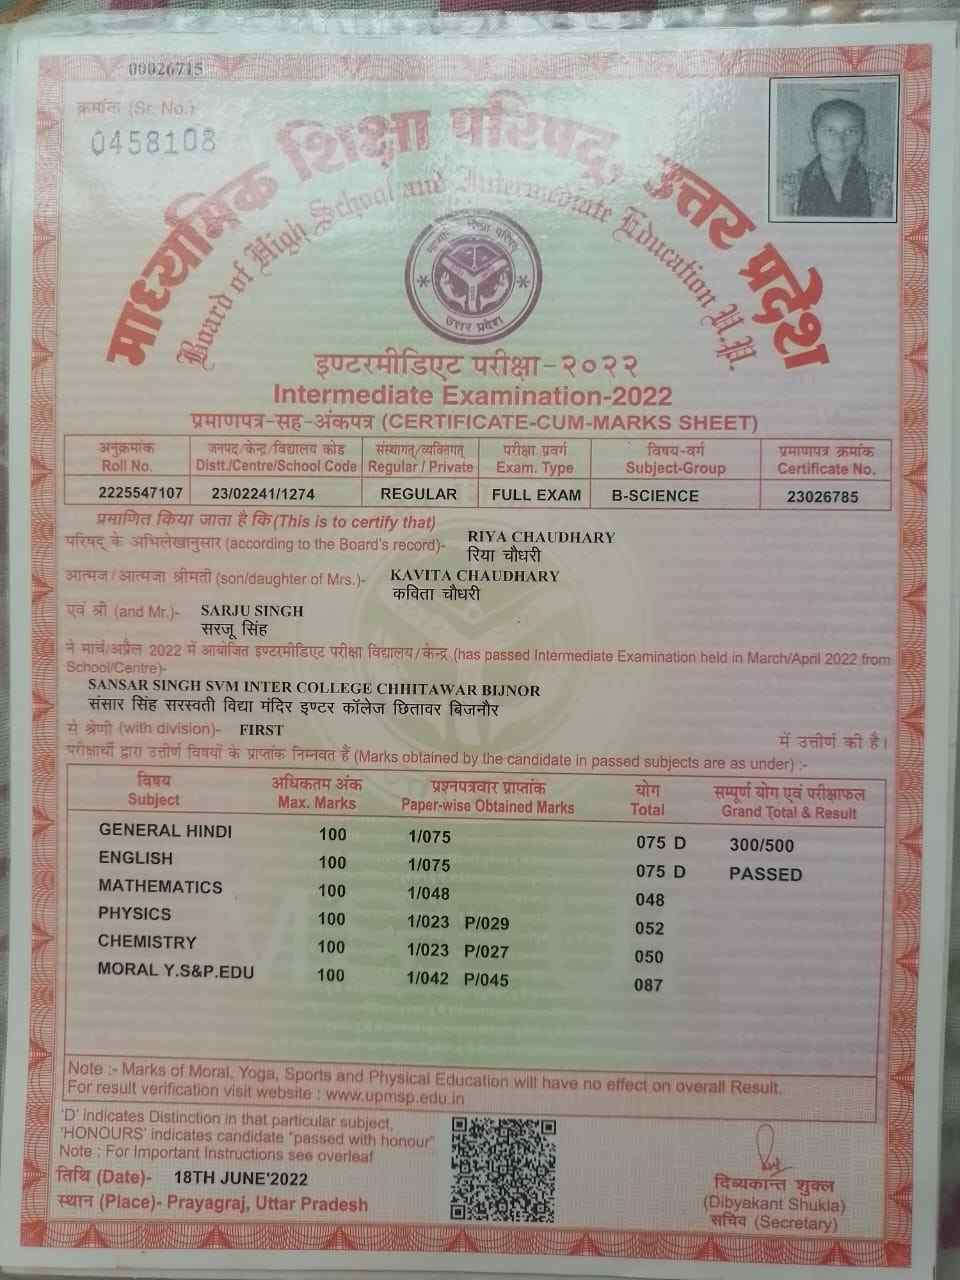 00026715
क्रमांक (Sr. No.)
0458108
माध्यमिक शिक्षा परिषद्, उत्तर प्रदेश
Board of High School and Intermediate Education U.P.
उत्तर प्रदेश
इण्टरमीडिएट परीक्षा-२०२२
Intermediate Examination-2022
प्रमाणपत्र-सह-अंकपत्र (CERTIFICATE-CUM-MARKS SHEET)
अनुक्रमांक जनपद/केन्द्र/विद्यालय कोड संस्थागत/व्यक्तिगत परीक्षा प्रवर्ग विषय-वर्ग प्रमाणपत्र क्रमांक
Roll No. Distt./Centre/School Code Regular / Private Exam. Type Subject-Group Certificate No.
2225547107 23/02241/1274 REGULAR FULL EXAM B-SCIENCE 23026785
प्रमाणित किया जाता है कि (This is to certify that)
परिषद् के अभिलेखानुसार (according to the Board's record)- RIYA CHAUDHARY
रिया चौधरी
आत्मज/आत्मजा श्रीमती (son/daughter of Mrs.)- KAVITA CHAUDHARY
कविता चौधरी
एवं श्री (and Mr.)- SARJU SINGH
सरजू सिंह
ने मार्च/अप्रैल 2022 में आयोजित इण्टरमीडिएट परीक्षा विद्यालय/केन्द्र (has passed Intermediate Examination held in March/April 2022 from
School/Centre)-
SANSAR SINGH SVM INTER COLLEGE CHHITAWAR BIJNOR
संसार सिंह सरस्वती विद्या मंदिर इण्टर कॉलेज छितावर बिजनौर
से श्रेणी (with division)- FIRST में उत्तीर्ण की है।
परीक्षार्थी द्वारा उत्तीर्ण विषयों के प्राप्तांक निम्नवत हैं (Marks obtained by the candidate in passed subjects are as under) :-
विषय अधिकतम अंक प्रश्नपत्रवार प्राप्तांक योग सम्पूर्ण योग एवं परीक्षाफल
Subject Max. Marks Paper-wise Obtained Marks Total Grand Total & Result
GENERAL HINDI 100 1/075 075 D 300/500
ENGLISH 100 1/075 075 D PASSED
MATHEMATICS 100 1/048 048
PHYSICS 100 1/023 P/029 052
CHEMISTRY 100 1/023 P/027 050
MORAL Y.S&P.EDU 100 1/042 P/045 087
Note :- Marks of Moral, Yoga, Sports and Physical Education will have no effect on overall Result.
For result verification visit website : www.upmsp.edu.in
'D' indicates Distinction in that particular subject,
'HONOURS' indicates candidate "passed with honour"
Note : For Important Instructions see overleaf
तिथि (Date)- 18TH JUNE'2022
स्थान (Place)- Prayagraj, Uttar Pradesh
दिव्यकान्त शुक्ल
(Dibyakant Shukla)
सचिव (Secretary)